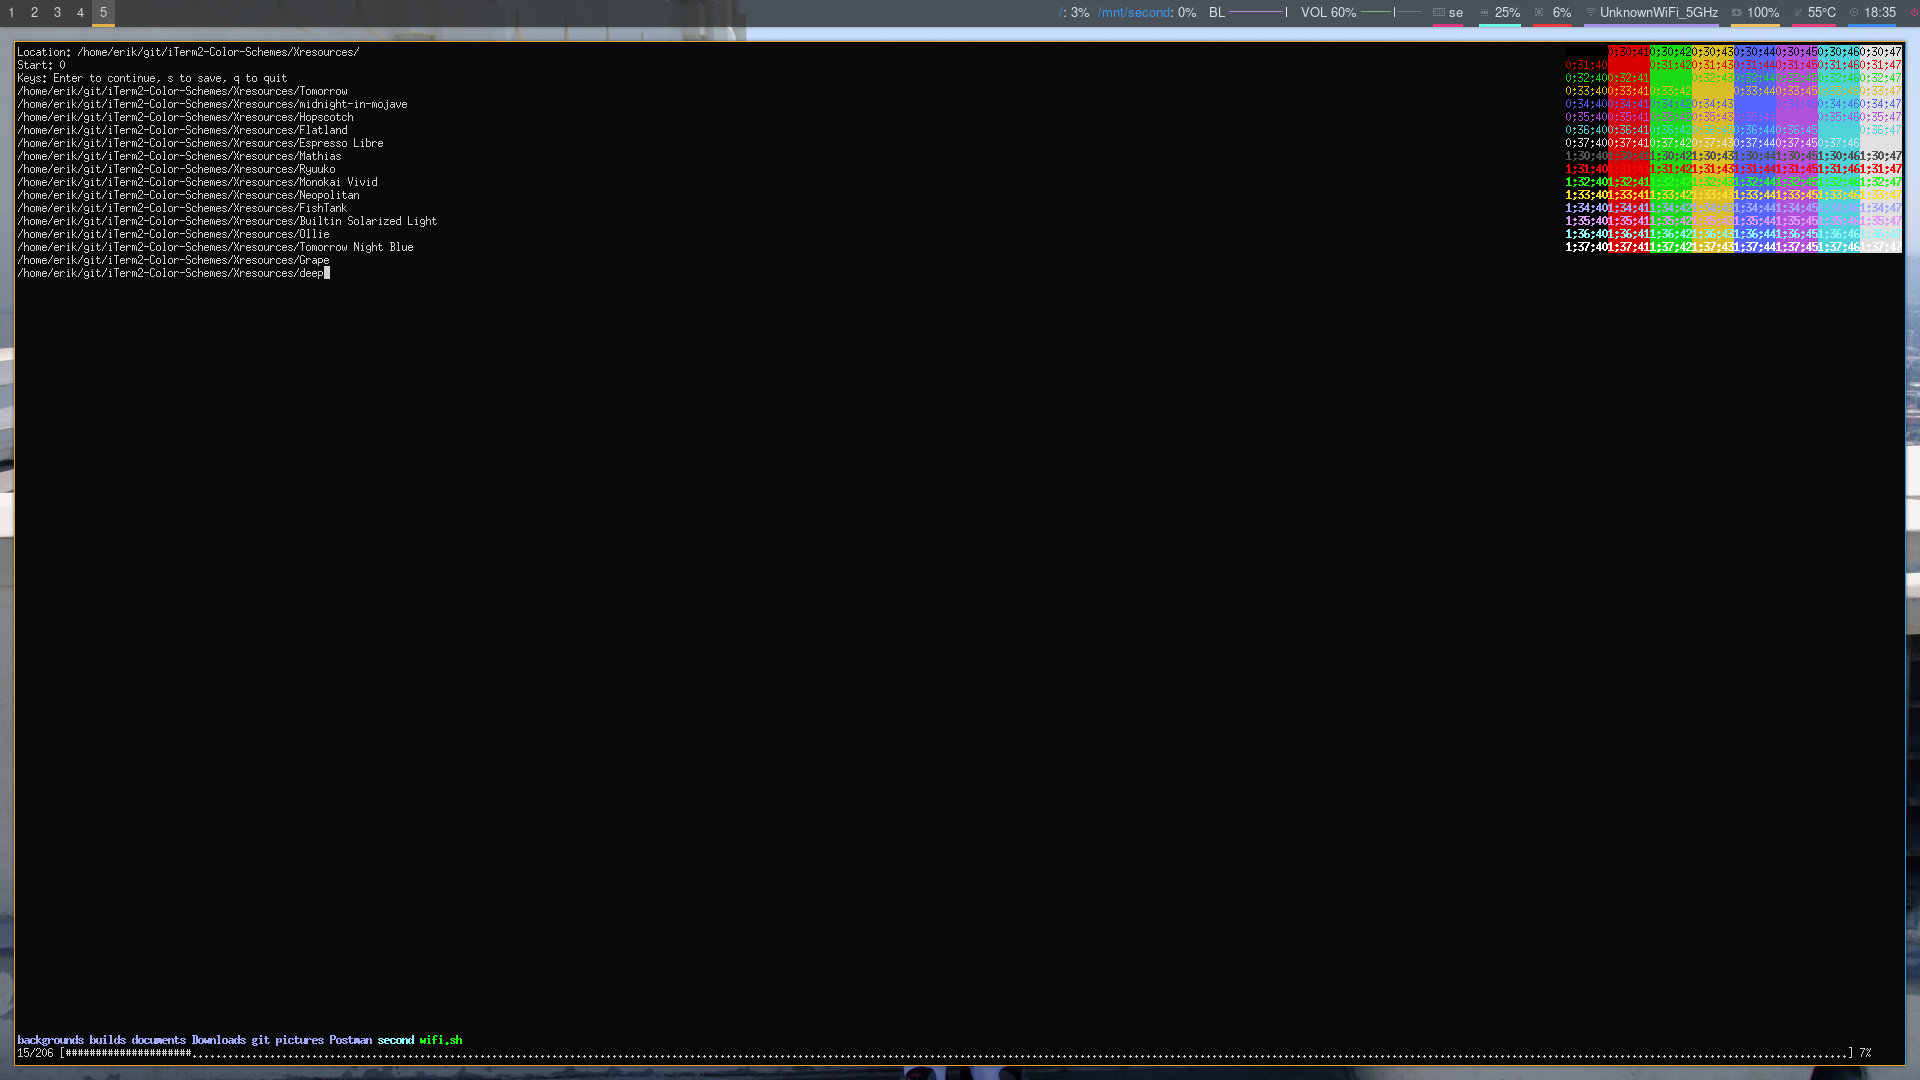 1 2 3 4 5 /: 3% /mnt/second: 0% BL VOL 60% se 25% 6% UnknownWiFi_5GHz 100% 55°C 18:35
Location: /home/erik/git/iTerm2-Color-Schemes/Xresources/
Start: 0
Keys: Enter to continue, s to save, q to quit
/home/erik/git/iTerm2-Color-Schemes/Xresources/Tomorrow
/home/erik/git/iTerm2-Color-Schemes/Xresources/midnight-in-mojave
/home/erik/git/iTerm2-Color-Schemes/Xresources/Hopscotch
/home/erik/git/iTerm2-Color-Schemes/Xresources/Flatland
/home/erik/git/iTerm2-Color-Schemes/Xresources/Espresso Libre
/home/erik/git/iTerm2-Color-Schemes/Xresources/Mathias
/home/erik/git/iTerm2-Color-Schemes/Xresources/Ryuuko
/home/erik/git/iTerm2-Color-Schemes/Xresources/Monokai Vivid
/home/erik/git/iTerm2-Color-Schemes/Xresources/Neopolitan
/home/erik/git/iTerm2-Color-Schemes/Xresources/FishTank
/home/erik/git/iTerm2-Color-Schemes/Xresources/Builtin Solarized Light
/home/erik/git/iTerm2-Color-Schemes/Xresources/Ollie
/home/erik/git/iTerm2-Color-Schemes/Xresources/Tomorrow Night Blue
/home/erik/git/iTerm2-Color-Schemes/Xresources/Grape
/home/erik/git/iTerm2-Color-Schemes/Xresources/deep
0;30;41 0;30;42 0;30;43 0;30;44 0;30;45 0;30;46 0;30;47
0;31;40 0;31;42 0;31;43 0;31;44 0;31;45 0;31;46 0;31;47
0;32;40 0;32;41 0;32;43 0;32;44 0;32;45 0;32;46 0;32;47
0;33;40 0;33;41 0;33;42 0;33;44 0;33;45 0;33;46 0;33;47
0;34;40 0;34;41 0;34;42 0;34;43 0;34;45 0;34;46 0;34;47
0;35;40 0;35;41 0;35;42 0;35;43 0;35;44 0;35;46 0;35;47
0;36;40 0;36;41 0;36;42 0;36;43 0;36;44 0;36;45 0;36;47
0;37;40 0;37;41 0;37;42 0;37;43 0;37;44 0;37;45 0;37;46
1;30;40 1;30;41 1;30;42 1;30;43 1;30;44 1;30;45 1;30;46 1;30;47
1;31;40 1;31;41 1;31;42 1;31;43 1;31;44 1;31;45 1;31;46 1;31;47
1;32;40 1;32;41 1;32;42 1;32;43 1;32;44 1;32;45 1;32;46 1;32;47
1;33;40 1;33;41 1;33;42 1;33;43 1;33;44 1;33;45 1;33;46 1;33;47
1;34;40 1;34;41 1;34;42 1;34;43 1;34;44 1;34;45 1;34;46 1;34;47
1;35;40 1;35;41 1;35;42 1;35;43 1;35;44 1;35;45 1;35;46 1;35;47
1;36;40 1;36;41 1;36;42 1;36;43 1;36;44 1;36;45 1;36;46
1;37;40 1;37;41 1;37;42 1;37;43 1;37;44 1;37;45 1;37;46 1;37;47
backgrounds builds documents Downloads git pictures Postman second wifi.sh
15/206 [#####################..........] 7%